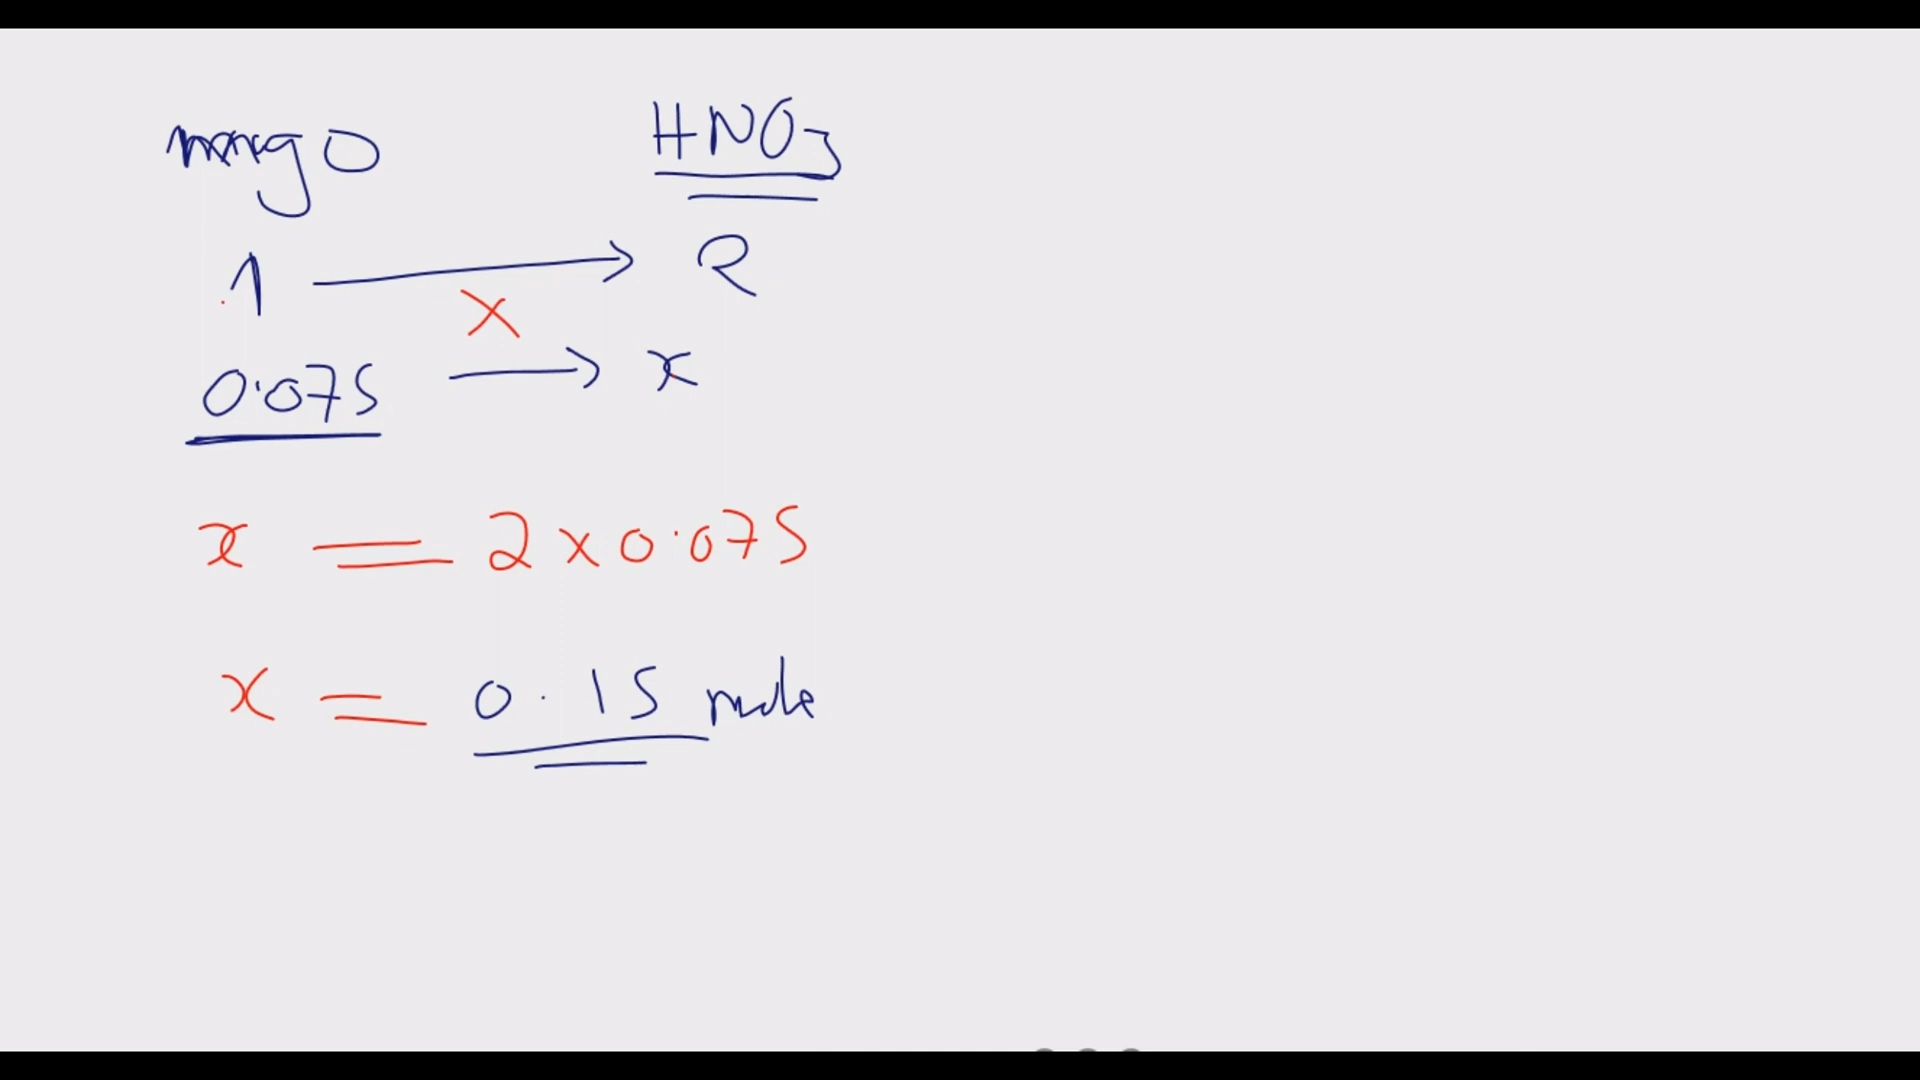 mgO HNO3
1 → 2
×
0.075 → x
x = 2 × 0.075
x = 0.15 mole